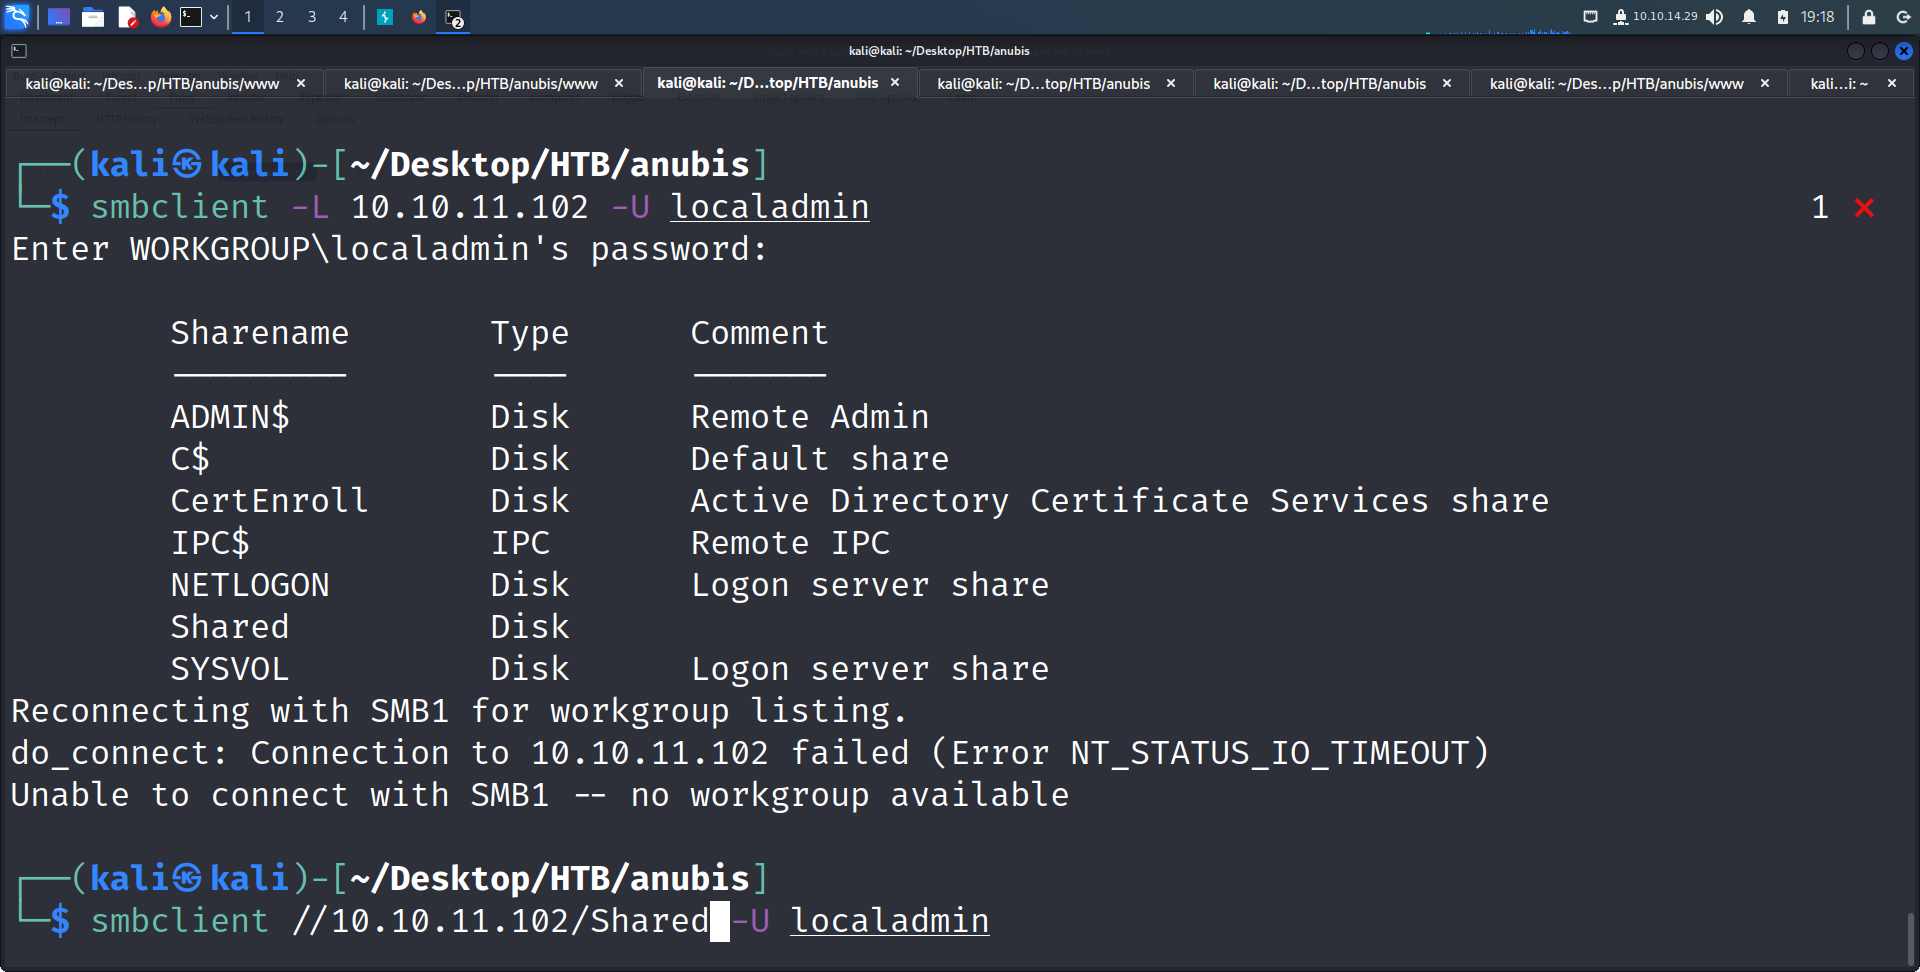 1 2 3 4 10.10.14.29 19:18
kali@kali: ~/Desktop/HTB/anubis
kali@kali: ~/Des...p/HTB/anubis/www × kali@kali: ~/Des...p/HTB/anubis/www × kali@kali: ~/D...top/HTB/anubis × kali@kali: ~/D...top/HTB/anubis × kali@kali: ~/D...top/HTB/anubis × kali@kali: ~/Des...p/HTB/anubis/www × kali...i: ~ ×
Intercept HTTP history WebSockets history Options
┌──(kali㉿kali)-[~/Desktop/HTB/anubis]
└─$ smbclient -L 10.10.11.102 -U localadmin 1 ⨯
Enter WORKGROUP\localadmin's password:
Sharename Type Comment
--------- ---- -------
ADMIN$ Disk Remote Admin
C$ Disk Default share
CertEnroll Disk Active Directory Certificate Services share
IPC$ IPC Remote IPC
NETLOGON Disk Logon server share
Shared Disk
SYSVOL Disk Logon server share
Reconnecting with SMB1 for workgroup listing.
do_connect: Connection to 10.10.11.102 failed (Error NT_STATUS_IO_TIMEOUT)
Unable to connect with SMB1 -- no workgroup available
┌──(kali㉿kali)-[~/Desktop/HTB/anubis]
└─$ smbclient //10.10.11.102/Shared -U localadmin